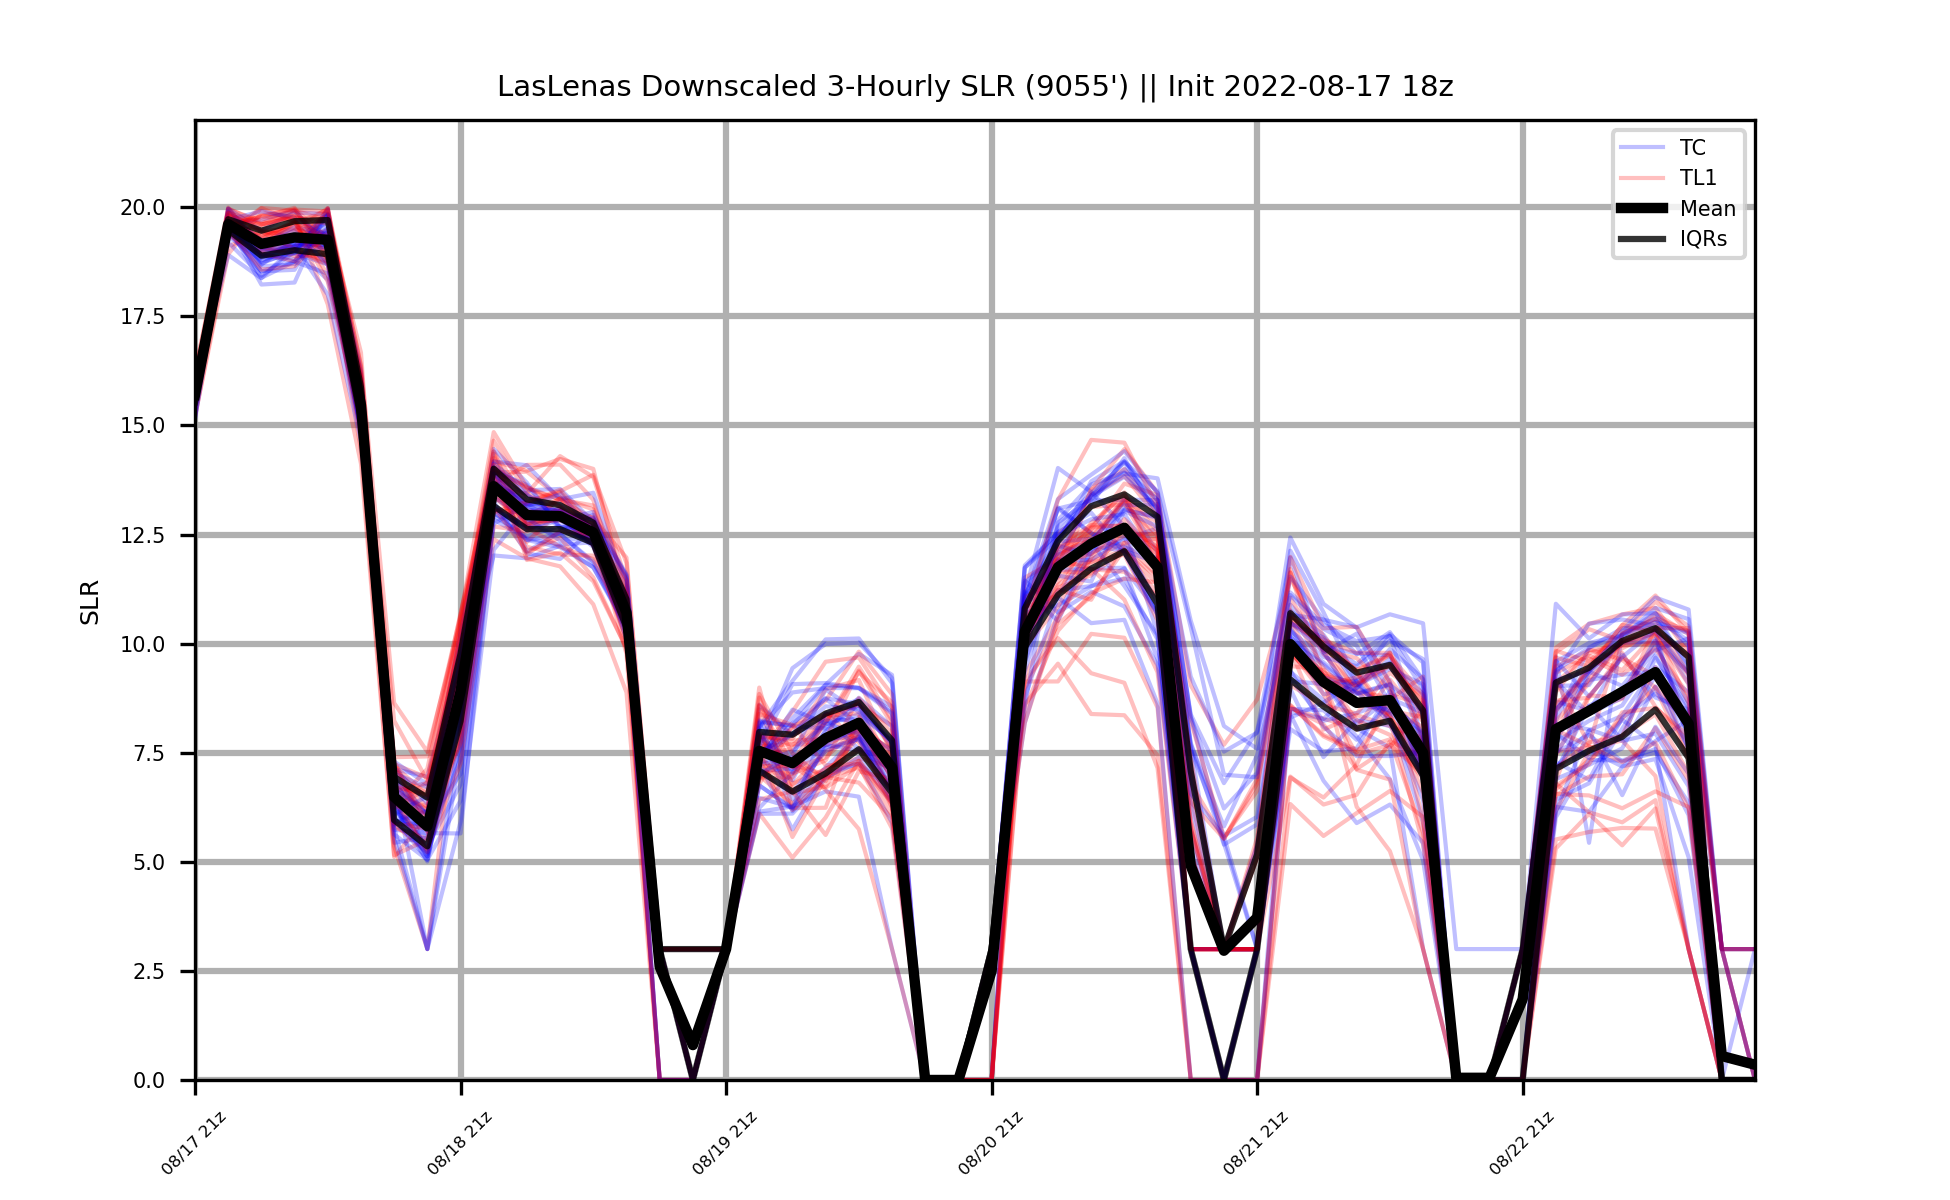 LasLenas Downscaled 3-Hourly SLR (9055') || Init 2022-08-17 18z
TC
TL1
Mean
IQRs
SLR
20.0
17.5
15.0
12.5
10.0
7.5
5.0
2.5
0.0
08/17 21z
08/18 21z
08/19 21z
08/20 21z
08/21 21z
08/22 21z